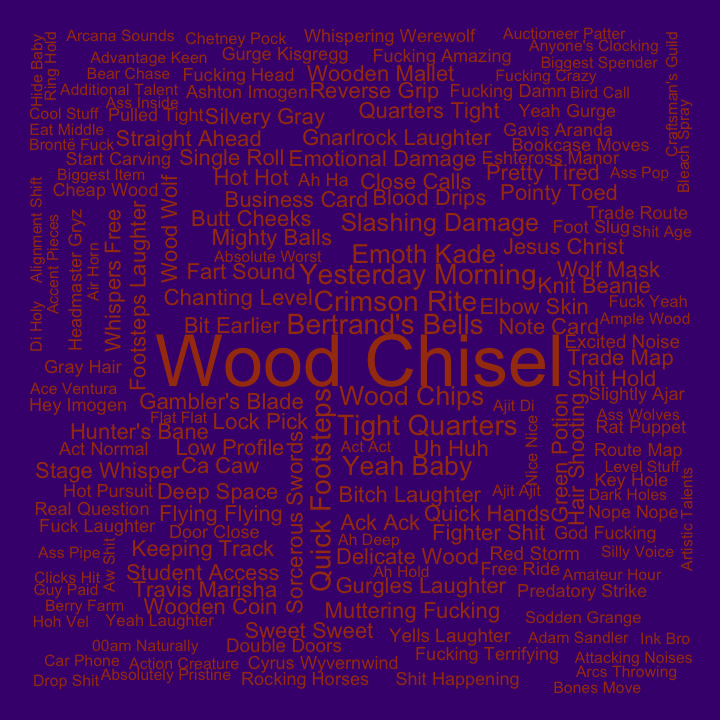 Arcana Sounds
Chetney Pock
Whispering Werewolf
Auctioneer Patter
Anyone's Clocking
Hide Baby
Ring Hold
Advantage Keen
Gurge Kisgregg
Fucking Amazing
Biggest Spender
Craftsman's Guild
Bear Chase
Fucking Head
Wooden Mallet
Fucking Crazy
Additional Talent
Ashton Imogen
Reverse Grip
Fucking Damn
Bird Call
Ass Inside
Cool Stuff
Pulled Tight
Silvery Gray
Quarters Tight
Yeah Gurge
Bleach Spray
Eat Middle
Straight Ahead
Gnarlrock Laughter
Gavis Aranda
Brontë Fuck
Bookcase Moves
Start Carving
Single Roll
Emotional Damage
Eshteross Manor
Biggest Item
Hot Hot
Ah Ha
Close Calls
Pretty Tired
Ass Pop
Cheap Wood
Wood Wolf
Business Card
Blood Drips
Pointy Toed
Alignment Shift
Accent Pieces
Headmaster Gryz
Whispers Free
Footsteps Laughter
Butt Cheeks
Slashing Damage
Trade Route
Foot Slug
Shit Age
Mighty Balls
Jesus Christ
Air Horn
Absolute Worst
Emoth Kade
Fart Sound
Yesterday Morning
Wolf Mask
Knit Beanie
Chanting Level
Crimson Rite
Elbow Skin
Fuck Yeah
Di Holy
Bit Earlier
Bertrand's Bells
Note Card
Ample Wood
Excited Noise
Wood Chisel
Trade Map
Gray Hair
Shit Hold
Ace Ventura
Gambler's Blade
Wood Chips
Slightly Ajar
Hey Imogen
Flat Flat
Lock Pick
Ajit Di
Ass Wolves
Hunter's Bane
Tight Quarters
Nice Nice
Green Potion
Hair Shooting
Rat Puppet
Act Normal
Low Profile
Act Act
Uh Huh
Route Map
Stage Whisper
Ca Caw
Sorcerous Swords
Quick Footsteps
Yeah Baby
Level Stuff
Key Hole
Hot Pursuit
Deep Space
Bitch Laughter
Ajit Ajit
Dark Holes
Artistic Talents
Real Question
Flying Flying
Quick Hands
Nope Nope
Fuck Laughter
Door Close
Ack Ack
Fighter Shit
God Fucking
Ass Pipe
Aw Shit
Keeping Track
Ah Deep
Delicate Wood
Red Storm
Silly Voice
Clicks Hit
Student Access
Ah Hold
Free Ride
Amateur Hour
Guy Paid
Travis Marisha
Gurgles Laughter
Predatory Strike
Berry Farm
Wooden Coin
Muttering Fucking
Hoh Vel
Yeah Laughter
Sweet Sweet
Sodden Grange
00am Naturally
Double Doors
Yells Laughter
Adam Sandler
Ink Bro
Car Phone
Action Creature
Cyrus Wyvernwind
Fucking Terrifying
Attacking Noises
Drop Shit
Absolutely Pristine
Rocking Horses
Shit Happening
Arcs Throwing
Bones Move